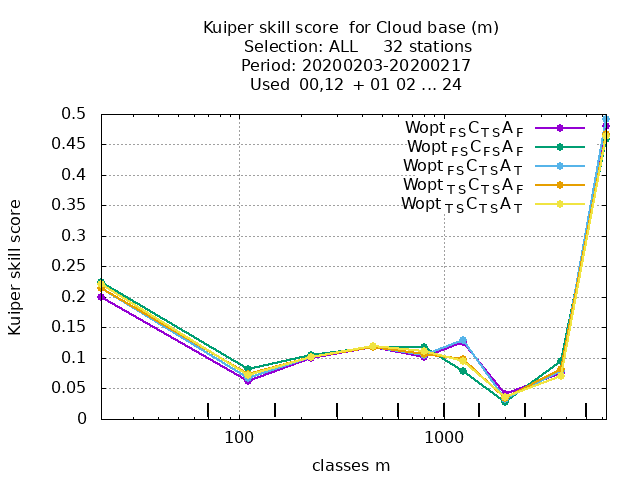 Kuiper skill score  for Cloud base (m)
Selection: ALL     32 stations
Period: 20200203-20200217
Used  00,12  + 01 02 ... 24
Wopt FS C TS A F
Wopt FS C FS A F
Wopt FS C TS A T
Wopt TS C TS A F
Wopt TS C TS A T
Kuiper skill score
0.5
0.45
0.4
0.35
0.3
0.25
0.2
0.15
0.1
0.05
0
100 1000
classes m